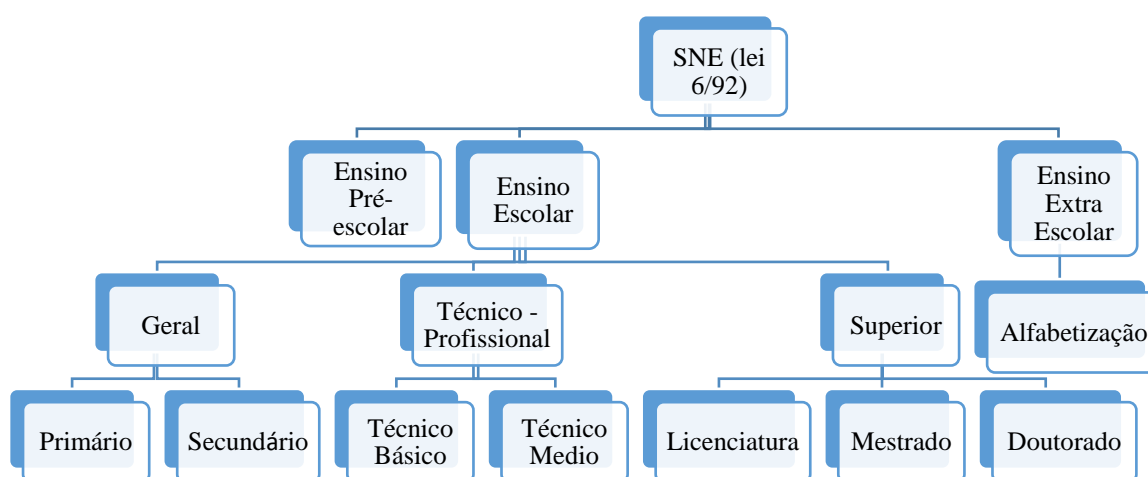 SNE (lei
6/92)
Ensino
Pré-
escolar
Ensino
Escolar
Ensino
Extra
Escolar
Geral
Técnico -
Profissional
Superior
Alfabetização
Primário
Secundário
Técnico
Básico
Técnico
Medio
Licenciatura
Mestrado
Doutorado